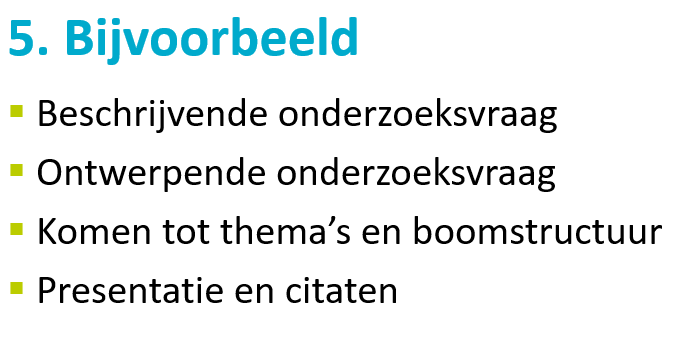 5. Bijvoorbeeld
▪ Beschrijvende onderzoeksvraag
▪ Ontwerpende onderzoeksvraag
▪ Komen tot thema’s en boomstructuur
▪ Presentatie en citaten